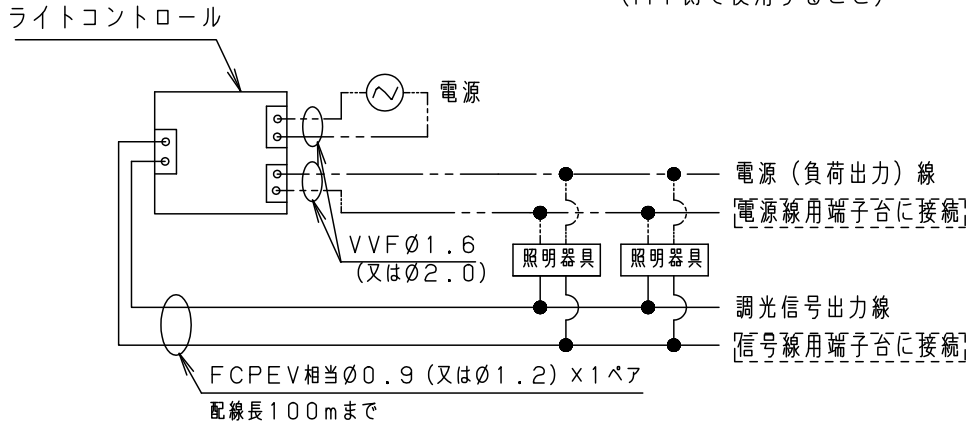 ライトコントロール
電源
電源（負荷出力）線
電源線用端子台に接続
VVFØ1.6
（又はØ2.0）
照明器具
照明器具
調光信号出力線
信号線用端子台に接続
FCPEV相当Ø0.9（又はØ1.2）×1ペア
配線長100mまで